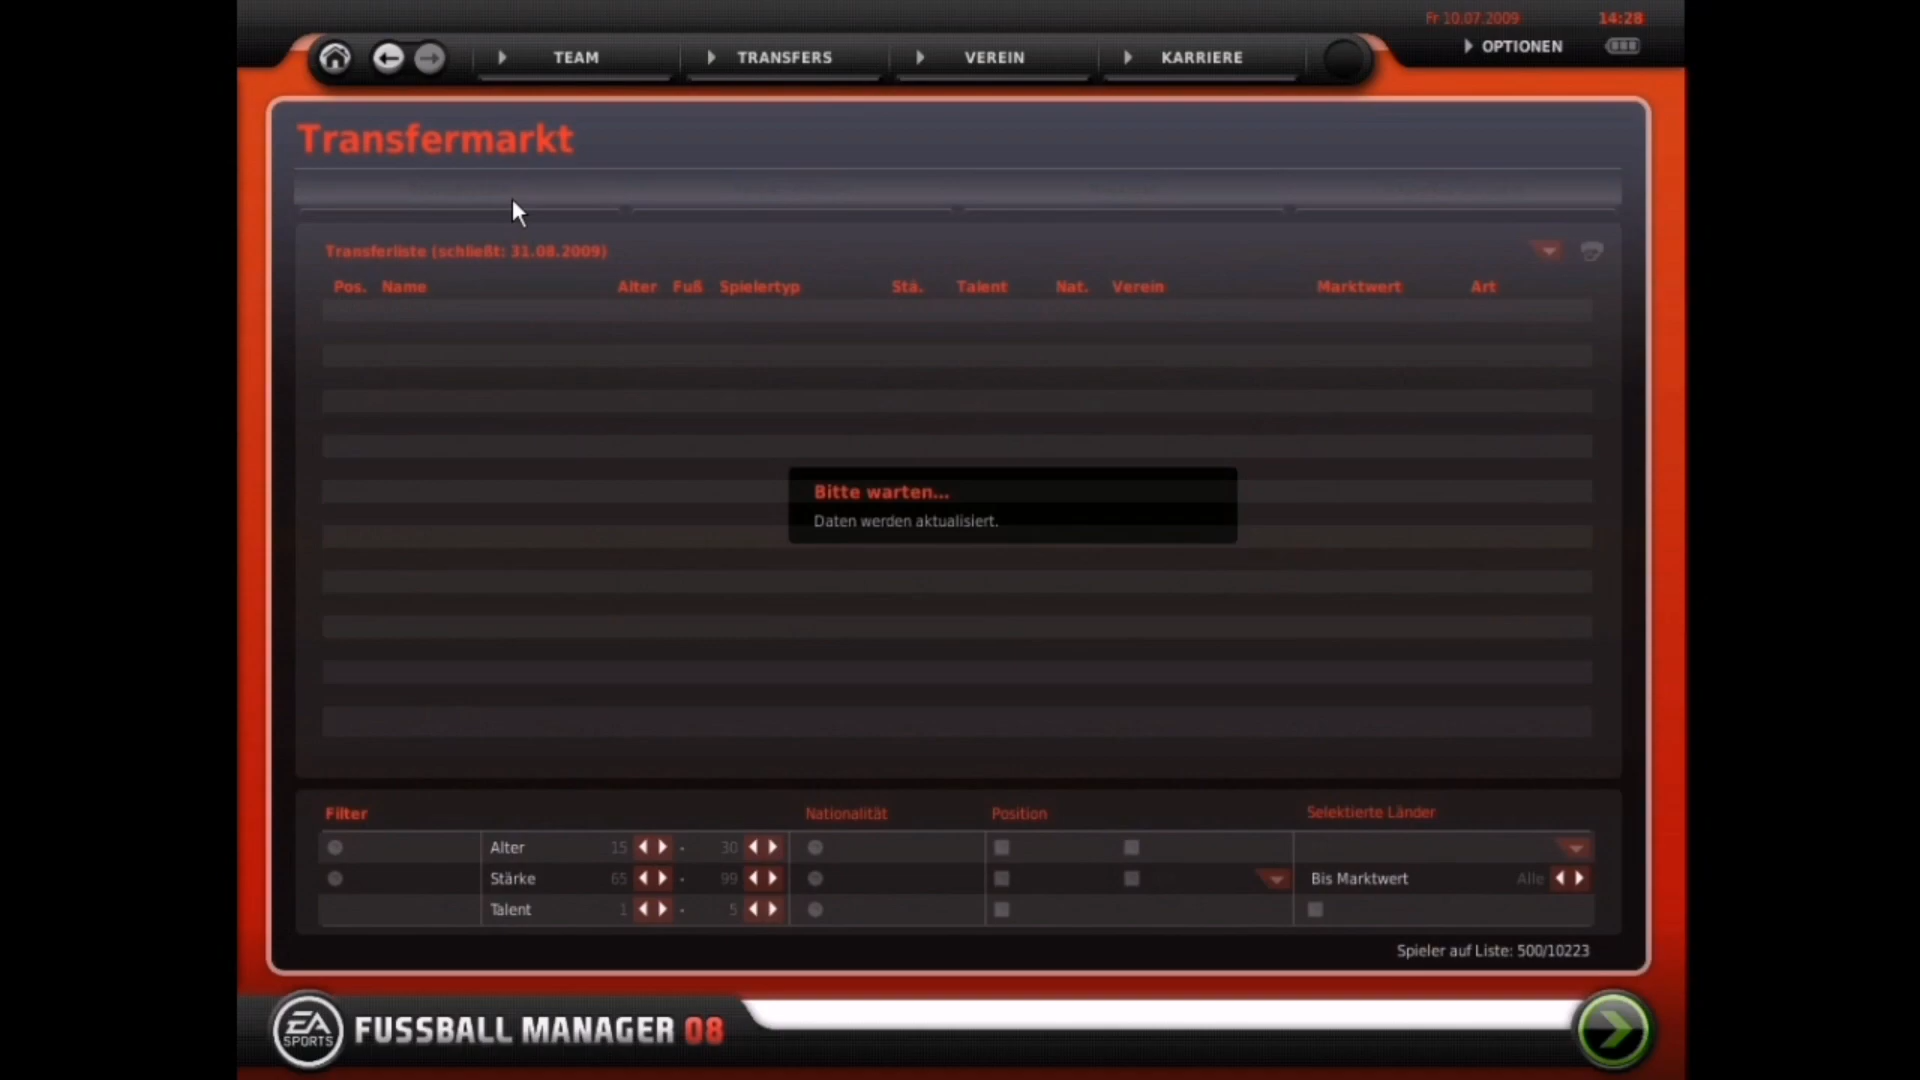 Fr 10.07.2009 14:28
TEAM TRANSFERS VEREIN KARRIERE OPTIONEN
Transfermarkt
Transferliste (schließt: 31.08.2009)
Pos. Name Alter Fuß Spielertyp Stä. Talent Nat. Verein Marktwert Art
Bitte warten...
Daten werden aktualisiert.
Filter Nationalität Position Selektierte Länder
Alter 15 - 30
Stärke 65 - 99 Bis Marktwert Alle
Talent 1 - 5
Spieler auf Liste: 500/10223
EA SPORTS FUSSBALL MANAGER 08